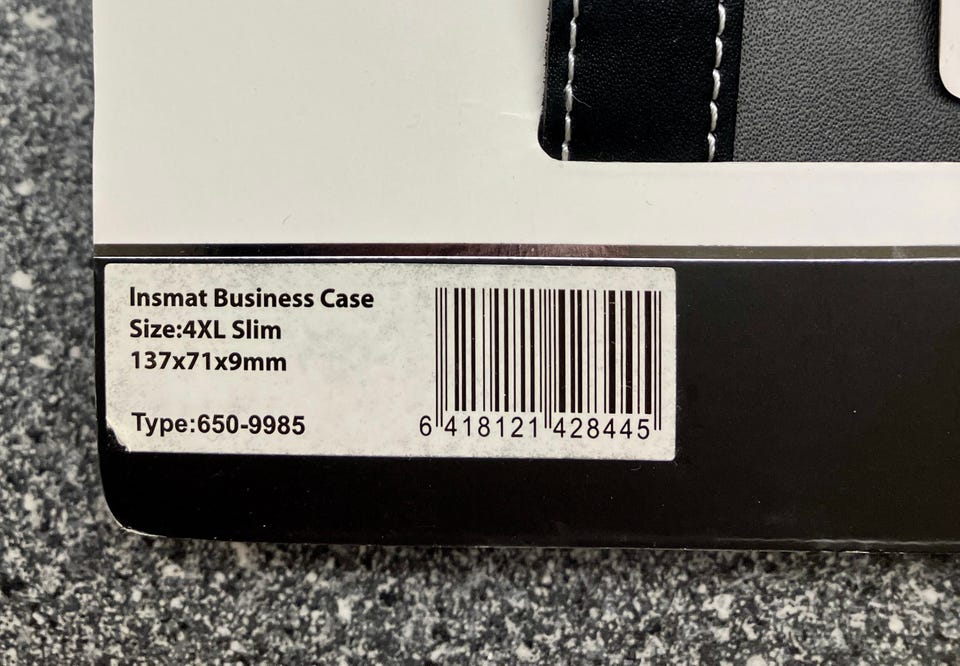 Insmat Business Case
Size:4XL Slim
137x71x9mm
Type:650-9985
6 418121 428445